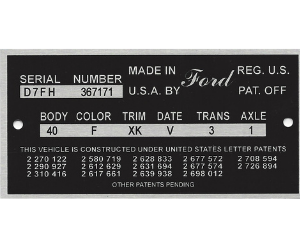 SERIAL NUMBER MADE IN Ford REG. U.S.
D7FH 367171 U.S.A. BY PAT. OFF
BODY COLOR TRIM DATE TRANS AXLE
40 F XK V 3 1
THIS VEHICLE IS CONSTRUCTED UNDER UNITED STATES LETTER PATENTS
2 270 122 2 580 719 2 628 833 2 677 572 2 708 594
2 290 927 2 612 629 2 638 934 2 677 574 2 726 894
2 310 416 2 617 661 2 639 938 2 698 012
OTHER PATENTS PENDING